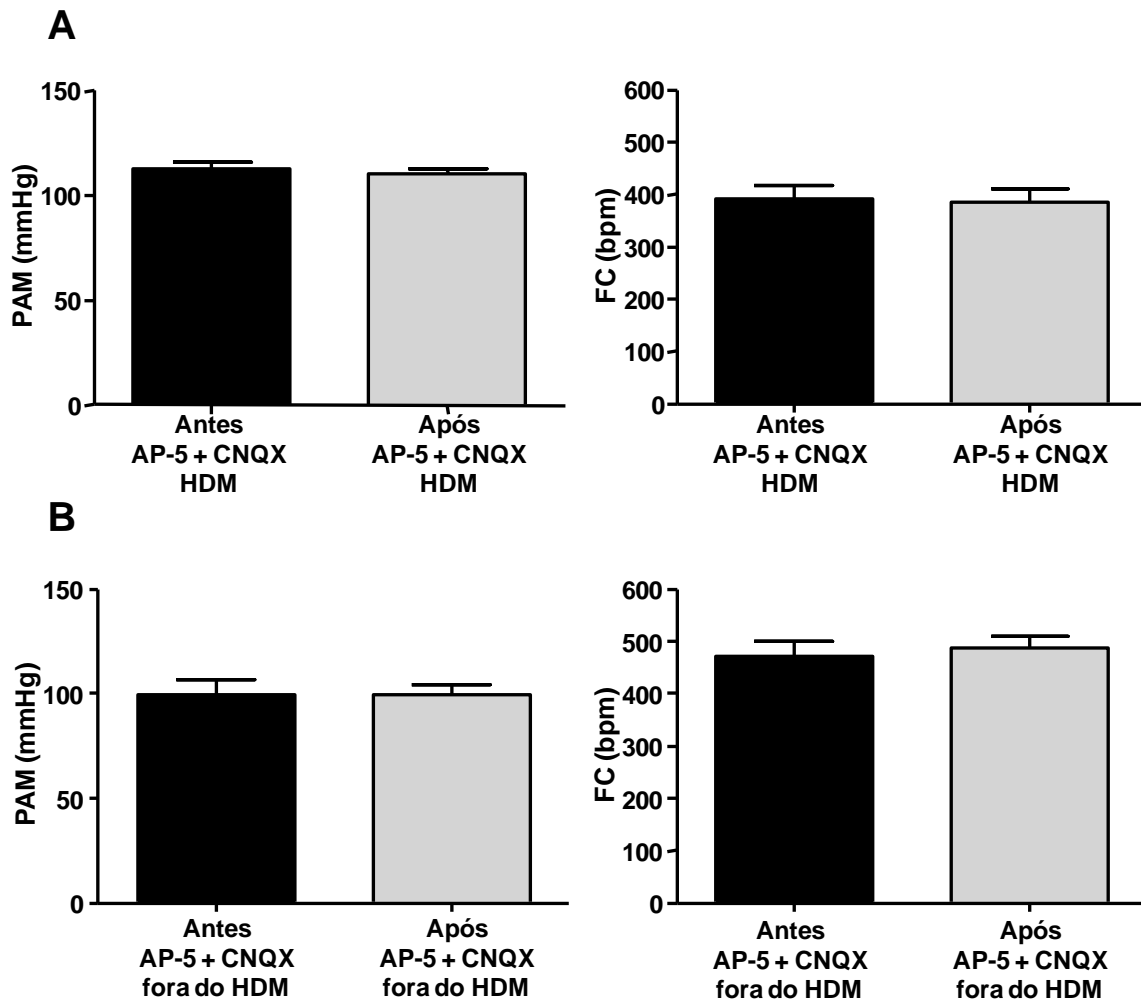 A
150
100
50
0
PAM (mmHg)
Antes
AP-5 + CNQX
HDM
Após
AP-5 + CNQX
HDM
600
500
400
300
200
100
0
FC (bpm)
Antes
AP-5 + CNQX
HDM
Após
AP-5 + CNQX
HDM
B
150
100
50
0
PAM (mmHg)
Antes
AP-5 + CNQX
fora do HDM
Após
AP-5 + CNQX
fora do HDM
600
500
400
300
200
100
0
FC (bpm)
Antes
AP-5 + CNQX
fora do HDM
Após
AP-5 + CNQX
fora do HDM